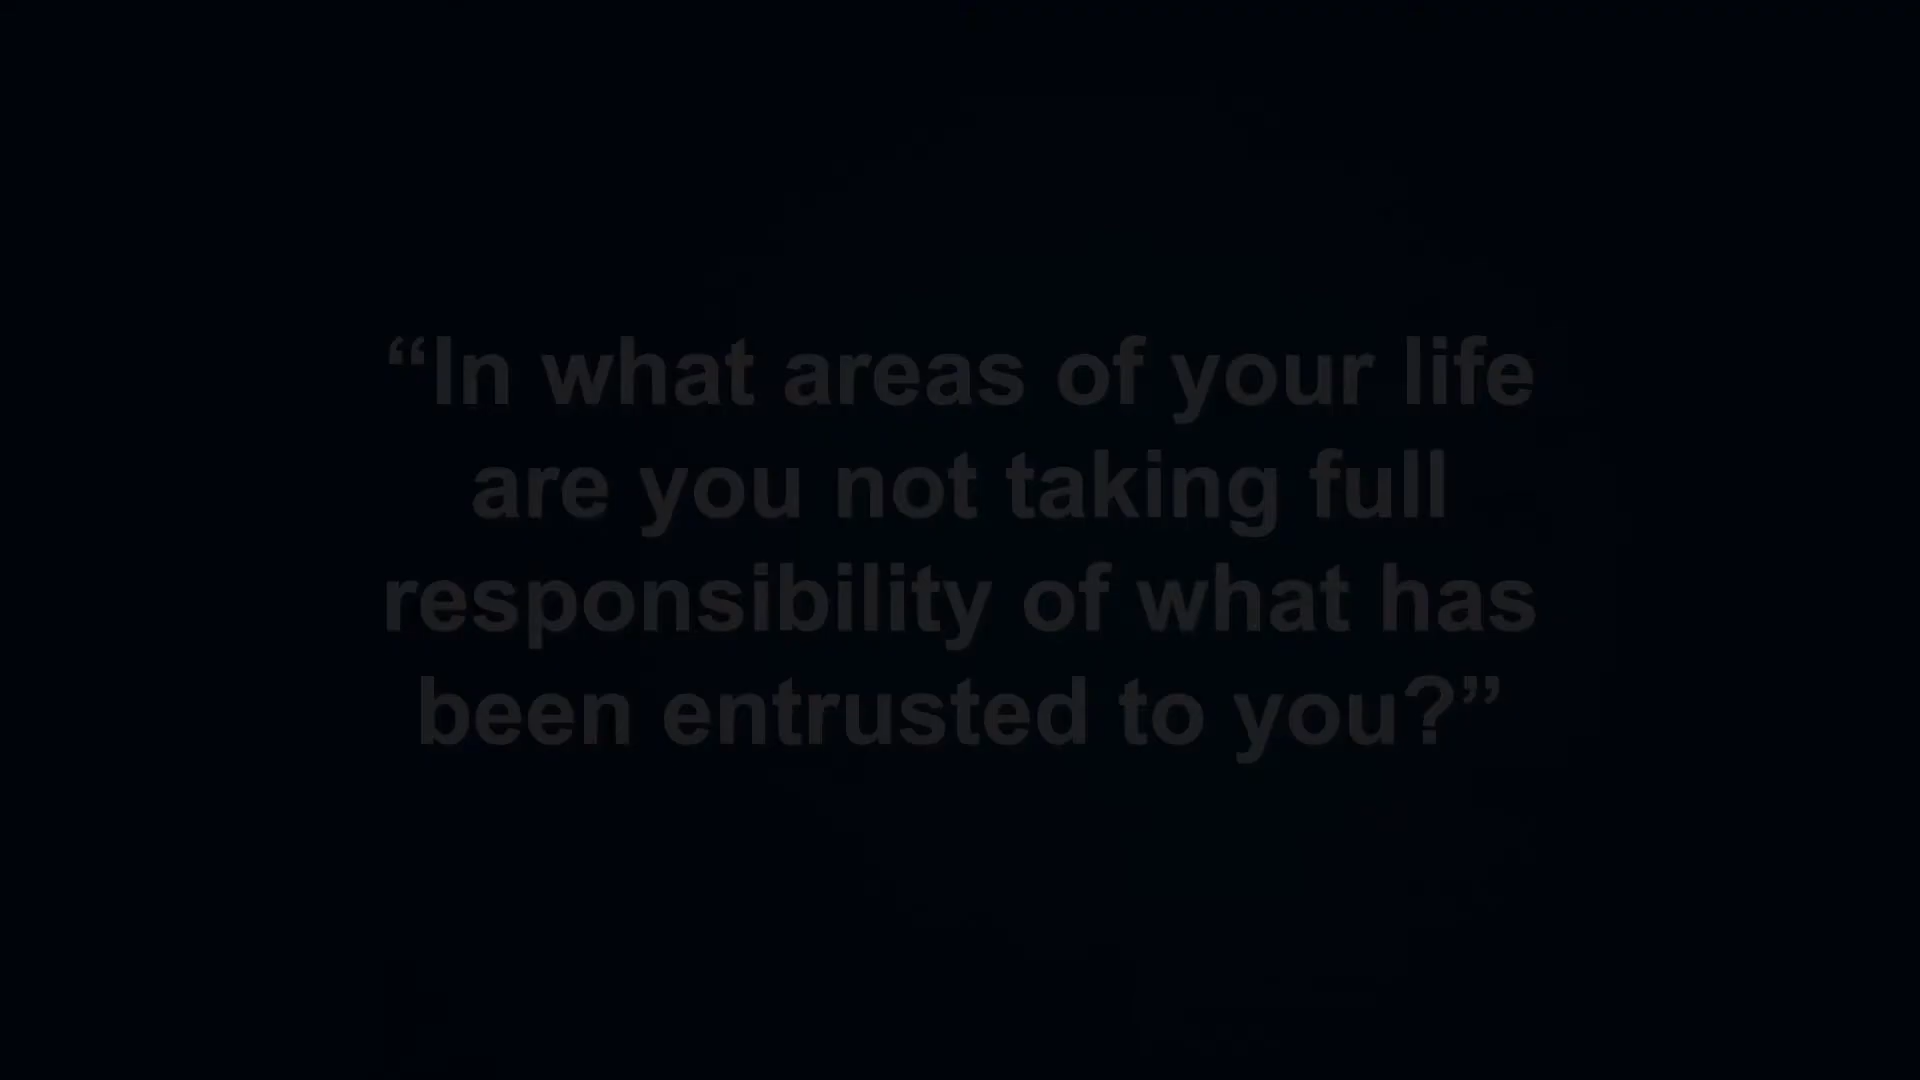 “In what areas of your life
are you not taking full
responsibility of what has
been entrusted to you?”